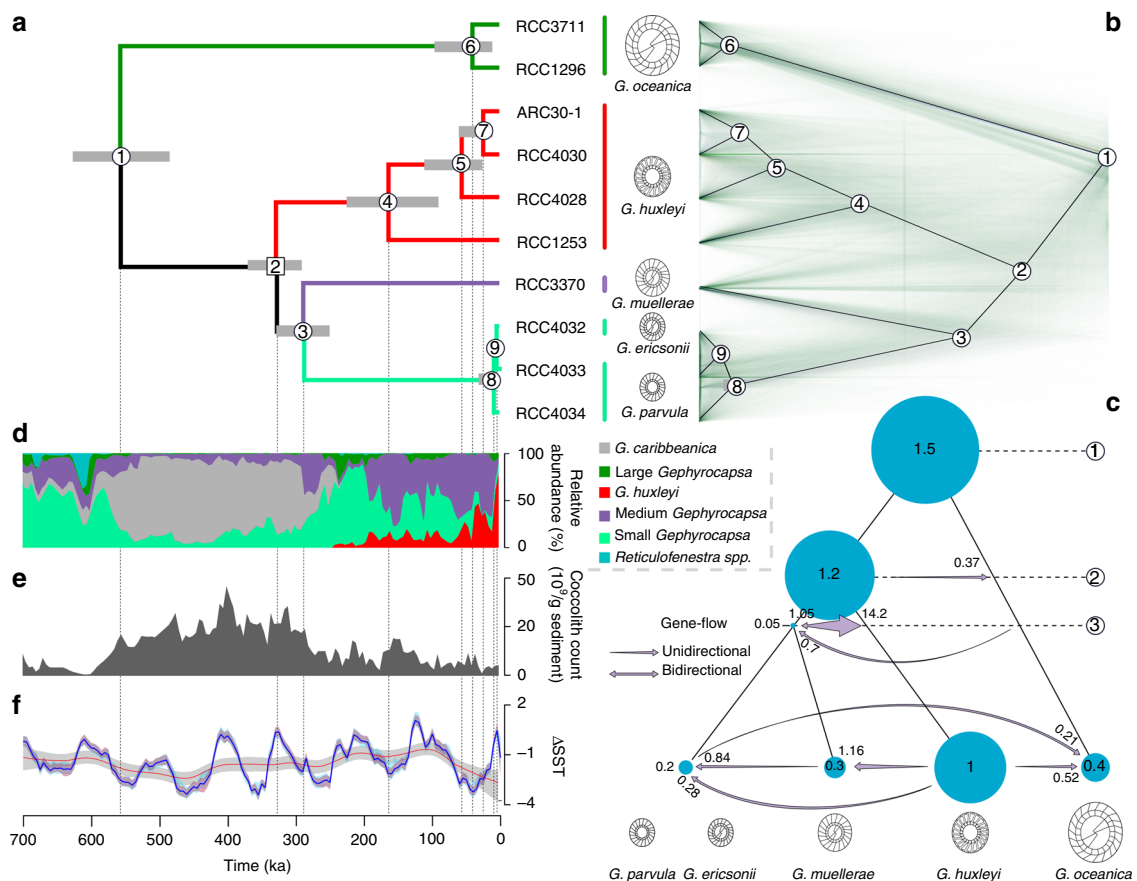 a
RCC3711
RCC1296
ARC30-1
RCC4030
RCC4028
RCC1253
RCC3370
RCC4032
RCC4033
RCC4034
1
2
3
4
5
6
7
8
9
G. oceanica
G. huxleyi
G. muellerae
G. ericsonii
G. parvula
b
1
2
3
4
5
6
7
8
9
c
1.5
1
1.2
0.37
2
1.05
14.2
0.05
3
0.7
Gene-flow
Unidirectional
Bidirectional
0.21
0.2
0.84
1.16
0.3
1
0.4
0.52
0.28
G. parvula
G. ericsonii
G. muellerae
G. huxleyi
G. oceanica
d
100
50
0
Relative
abundance (%)
G. caribbeanica
Large Gephyrocapsa
G. huxleyi
Medium Gephyrocapsa
Small Gephyrocapsa
Reticulofenestra spp.
e
50
20
0
Coccolith count
(10⁹/g sediment)
f
2
−1
−4
ΔSST
700 600 500 400 300 200 100 0
Time (ka)